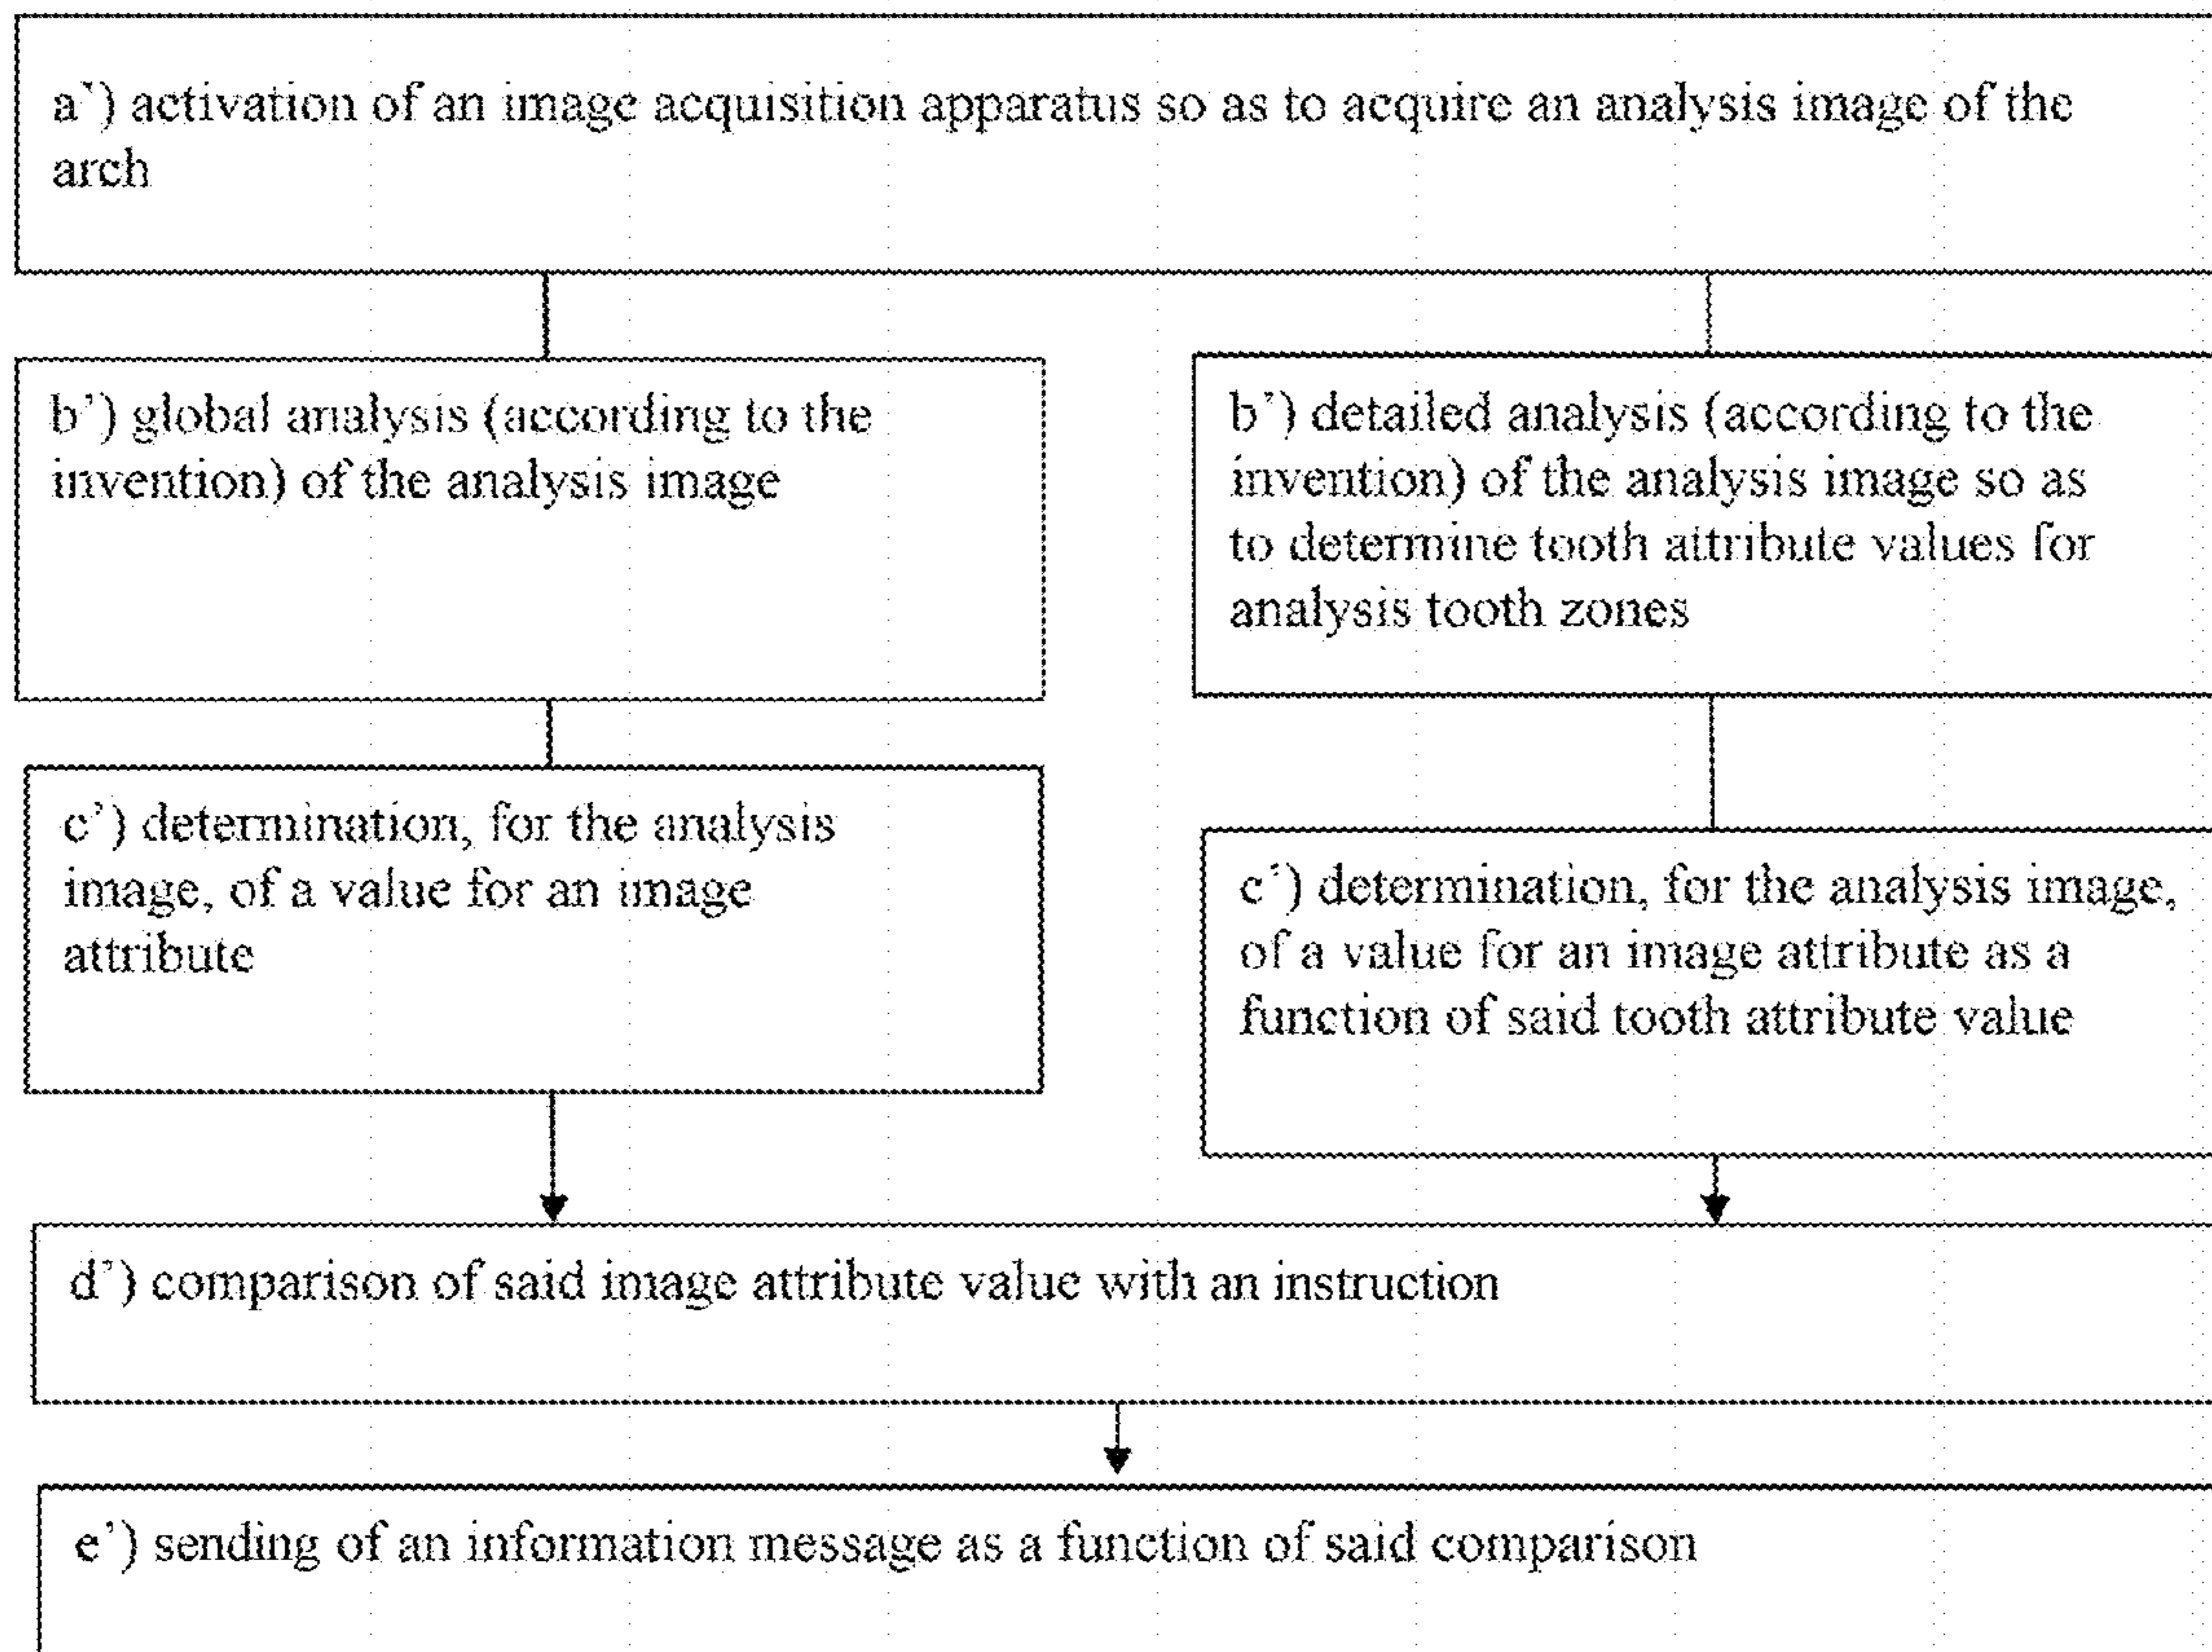 a’) activation of an image acquisition apparatus so as to acquire an analysis image of the
arch
b’) global analysis (according to the
invention) of the analysis image
b’) detailed analysis (according to the
invention) of the analysis image so as
to determine tooth attribute values for
analysis tooth zones
c’) determination, for the analysis
image, of a value for an image
attribute
c’) determination, for the analysis image,
of a value for an image attribute as a
function of said tooth attribute value
d’) comparison of said image attribute value with an instruction
e’) sending of an information message as a function of said comparison